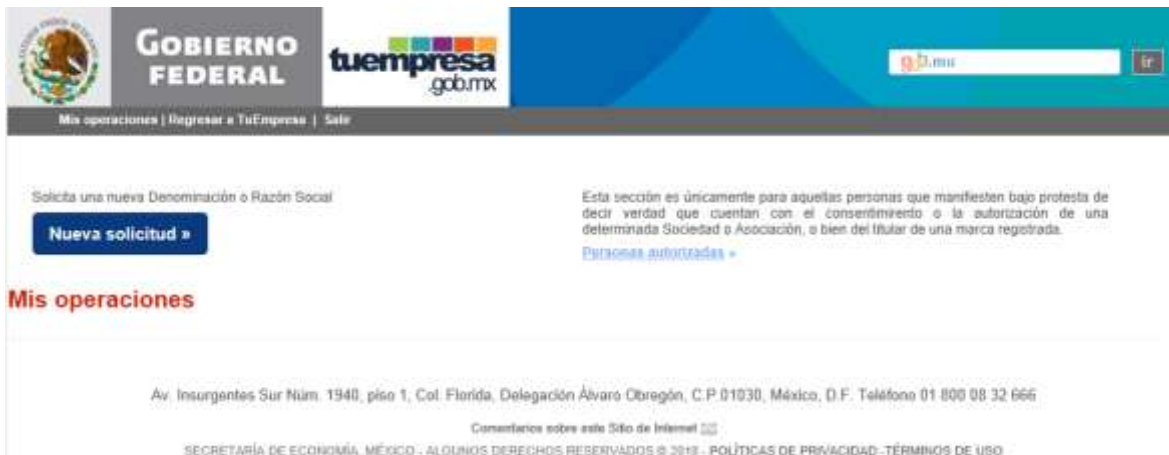 GOBIERNO
FEDERAL
tuempresa
.gob.mx
ir
Mis operaciones | Regresar a TuEmpresa | Salir
Solicita una nueva Denominación o Razón Social
Nueva solicitud »
Esta sección es únicamente para aquellas personas que manifiesten bajo protesta de
decir verdad que cuentan con el consentimiento o la autorización de una
determinada Sociedad o Asociación, o bien del titular de una marca registrada.
Personas autorizadas »
Mis operaciones
Av. Insurgentes Sur Núm. 1940, piso 1, Col. Florida, Delegación Álvaro Obregón, C.P 01030, México, D.F. Teléfono 01 800 08 32 666
Comentarios sobre este Sitio de Internet
SECRETARÍA DE ECONOMÍA, MÉXICO - ALGUNOS DERECHOS RESERVADOS © 2010 - POLÍTICAS DE PRIVACIDAD - TÉRMINOS DE USO